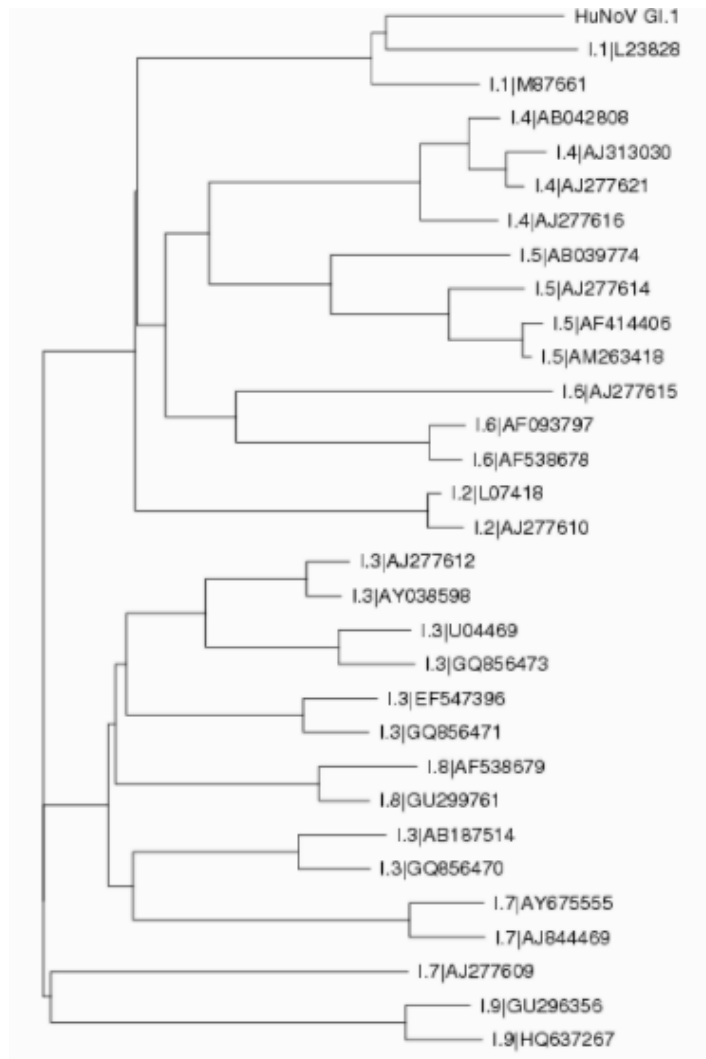 HuNoV GI.1
I.1|L23828
I.1|M87661
I.4|AB042808
I.4|AJ313030
I.4|AJ277621
I.4|AJ277616
I.5|AB039774
I.5|AJ277614
I.5|AF414406
I.5|AM263418
I.6|AJ277615
I.6|AF093797
I.6|AF538678
I.2|L07418
I.2|AJ277610
I.3|AJ277612
I.3|AY038598
I.3|U04469
I.3|GQ856473
I.3|EF547396
I.3|GQ856471
I.8|AF538679
I.8|GU299761
I.3|AB187514
I.3|GQ856470
I.7|AY675555
I.7|AJ844469
I.7|AJ277609
I.9|GU296356
I.9|HQ637267